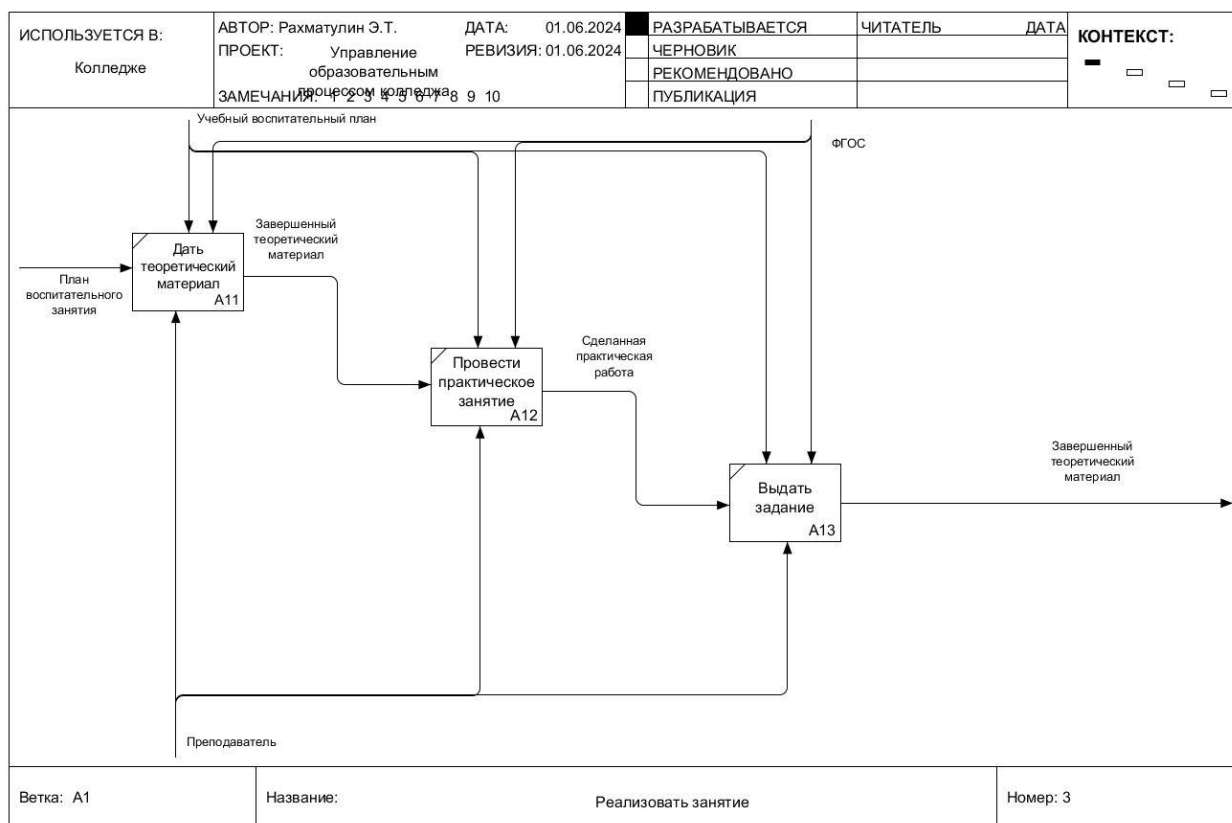 ИСПОЛЬЗУЕТСЯ В:
Колледже
АВТОР: Рахматулин Э.Т.
ДАТА: 01.06.2024
ПРОЕКТ: Управление
образовательным
процессом колледжа
РЕВИЗИЯ: 01.06.2024
ЗАМЕЧАНИЯ: 1 2 3 4 5 6 7 8 9 10
РАЗРАБАТЫВАЕТСЯ
ЧЕРНОВИК
РЕКОМЕНДОВАНО
ПУБЛИКАЦИЯ
ЧИТАТЕЛЬ ДАТА
КОНТЕКСТ:
Учебный воспитательный план
ФГОС
План
воспитательного
занятия
Дать
теоретический
материал
A11
Завершенный
теоретический
материал
Провести
практическое
занятие
A12
Сделанная
практическая
работа
Выдать
задание
A13
Завершенный
теоретический
материал
Преподаватель
Ветка: A1
Название: Реализовать занятие
Номер: 3